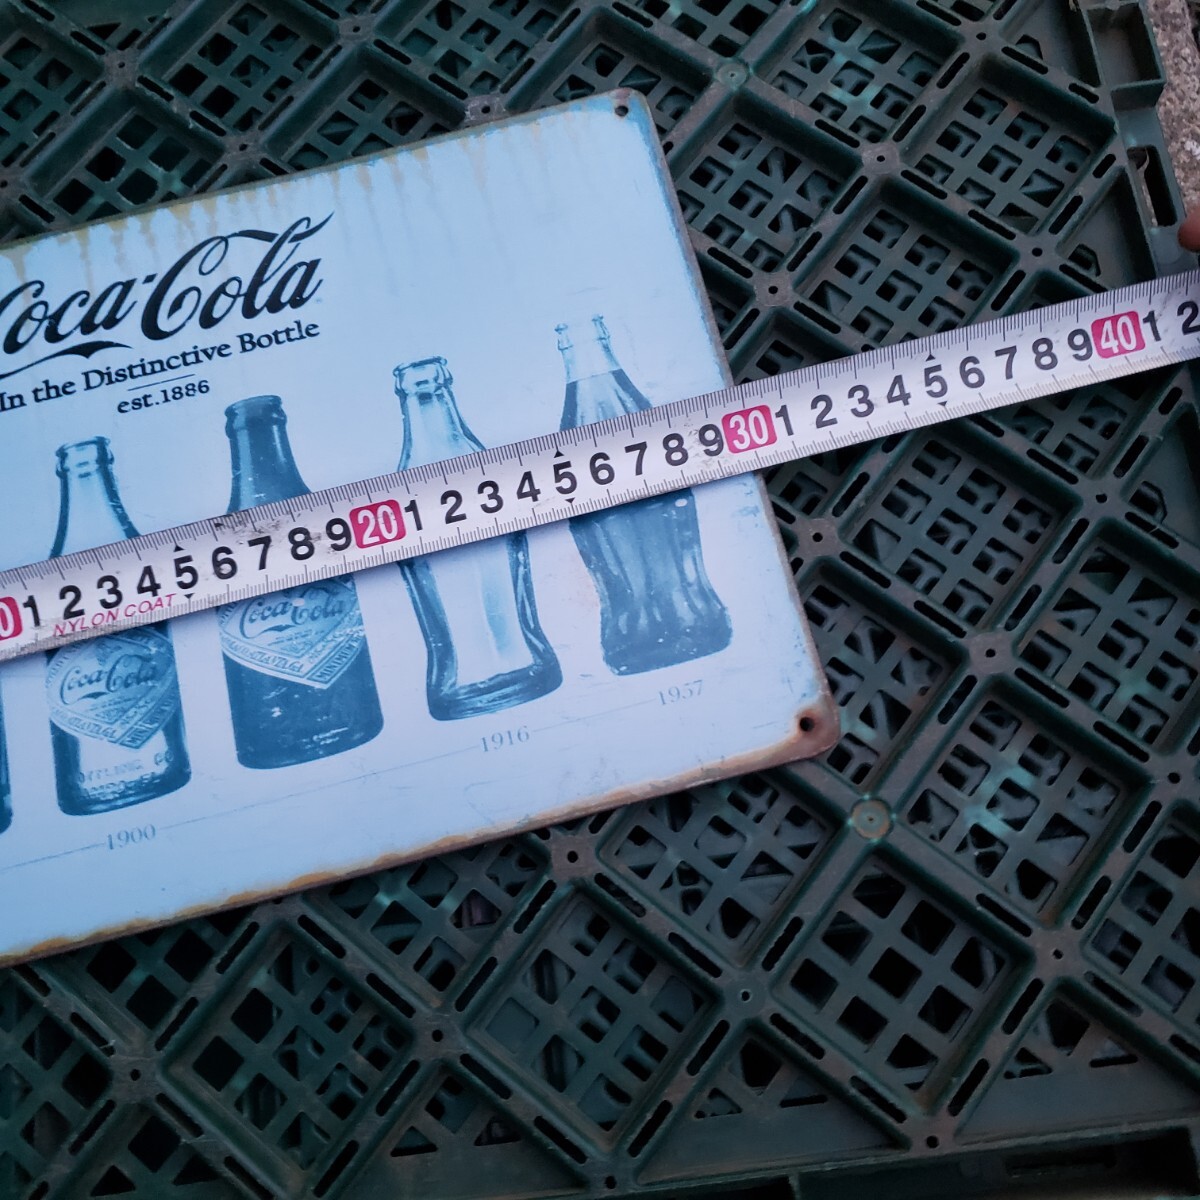 Coca-Cola
In the Distinctive Bottle
est.1886
0 1 2 3 4 5 6 7 8 9 20 1 2 3 4 5 6 7 8 9 30 1 2 3 4 5 6 7 8 9 40 1 2
NYLON COAT
Coca-Cola
Coca-Cola
1900
1916
1957